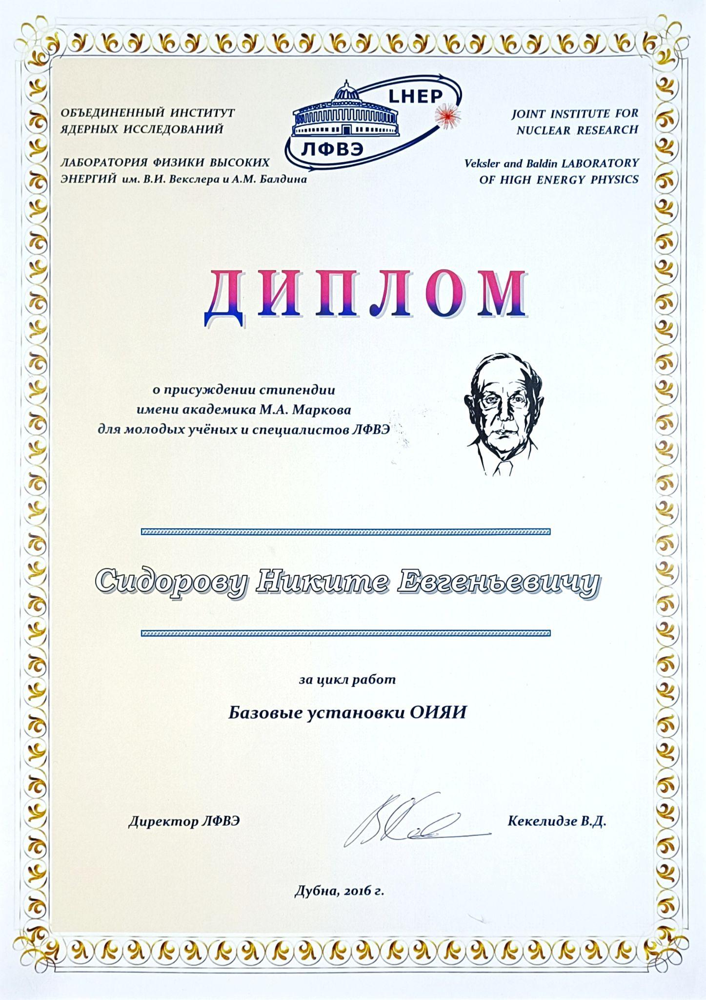 ОБЪЕДИНЕННЫЙ ИНСТИТУТ
ЯДЕРНЫХ ИССЛЕДОВАНИЙ
ЛАБОРАТОРИЯ ФИЗИКИ ВЫСОКИХ
ЭНЕРГИЙ им. В.И. Векслера и А.М. Балдина
LHEP
ЛФВЭ
JOINT INSTITUTE FOR
NUCLEAR RESEARCH
Veksler and Baldin LABORATORY
OF HIGH ENERGY PHYSICS
ДИПЛОМ
о присуждении стипендии
имени академика М.А. Маркова
для молодых учёных и специалистов ЛФВЭ
Сидорову Никите Евгеньевичу
за цикл работ
Базовые установки ОИЯИ
Директор ЛФВЭ
Кекелидзе В.Д.
Дубна, 2016 г.